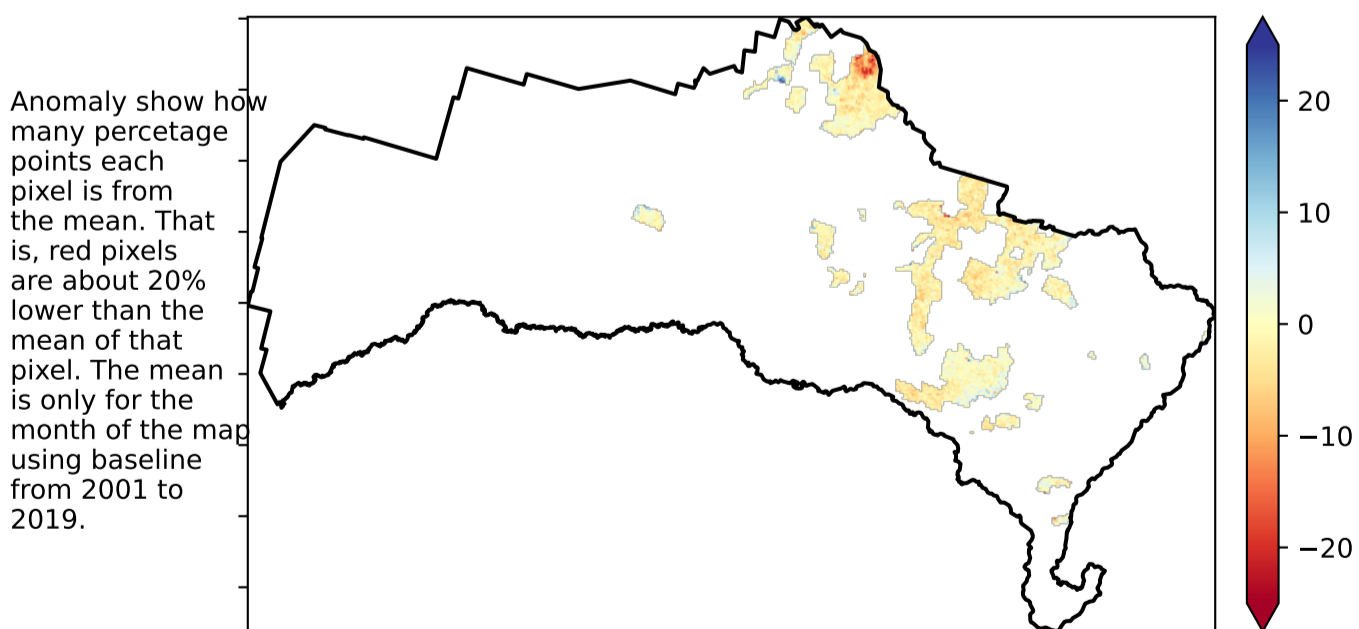 Anomaly show how
many percetage
points each
pixel is from
the mean. That
is, red pixels
are about 20%
lower than the
mean of that
pixel. The mean
is only for the
month of the map
using baseline
from 2001 to
2019.
20
10
0
−10
−20